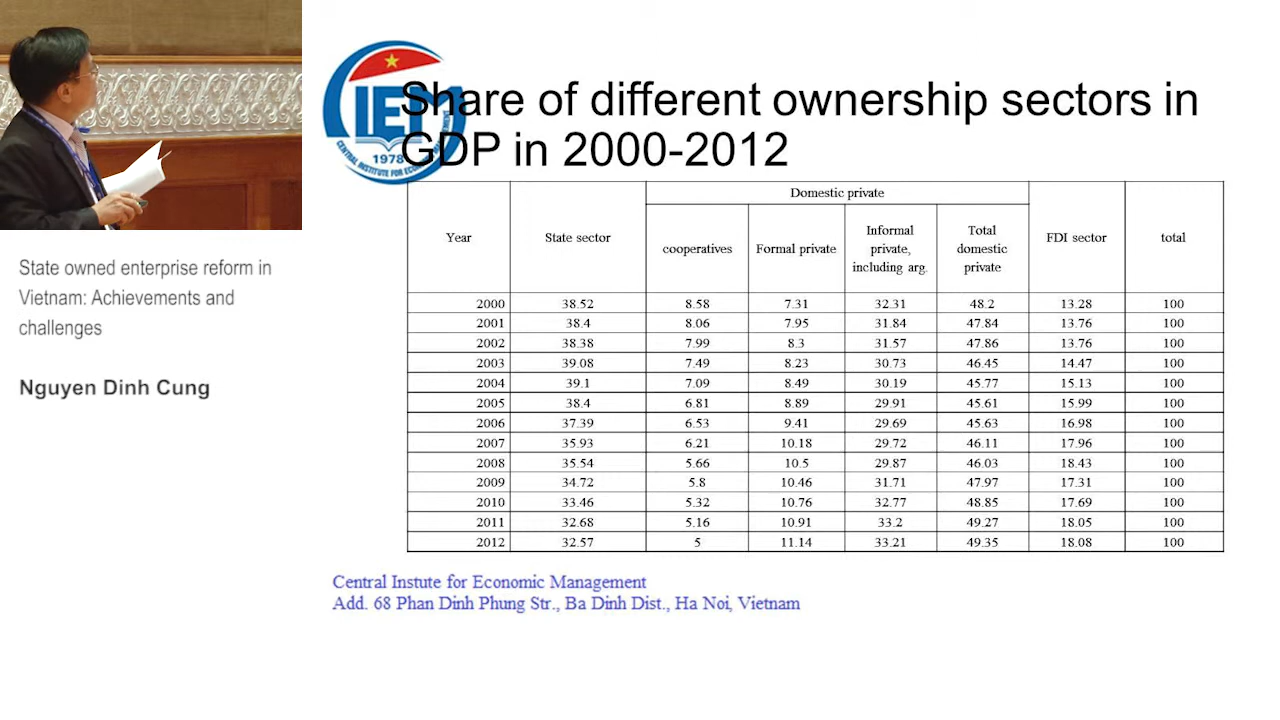 Share of different ownership sectors in
GDP in 2000-2012
CIEM
1978
CENTRAL INSTITUTE FOR ECONOMIC
State owned enterprise reform in
Vietnam: Achievements and
challenges
Nguyen Dinh Cung
Domestic private
Year State sector cooperatives Formal private Informal private, including arg. Total domestic private FDI sector total
2000 38.52 8.58 7.31 32.31 48.2 13.28 100
2001 38.4 8.06 7.95 31.84 47.84 13.76 100
2002 38.38 7.99 8.3 31.57 47.86 13.76 100
2003 39.08 7.49 8.23 30.73 46.45 14.47 100
2004 39.1 7.09 8.49 30.19 45.77 15.13 100
2005 38.4 6.81 8.89 29.91 45.61 15.99 100
2006 37.39 6.53 9.41 29.69 45.63 16.98 100
2007 35.93 6.21 10.18 29.72 46.11 17.96 100
2008 35.54 5.66 10.5 29.87 46.03 18.43 100
2009 34.72 5.8 10.46 31.71 47.97 17.31 100
2010 33.46 5.32 10.76 32.77 48.85 17.69 100
2011 32.68 5.16 10.91 33.2 49.27 18.05 100
2012 32.57 5 11.14 33.21 49.35 18.08 100
Central Instute for Economic Management
Add. 68 Phan Dinh Phung Str., Ba Dinh Dist., Ha Noi, Vietnam